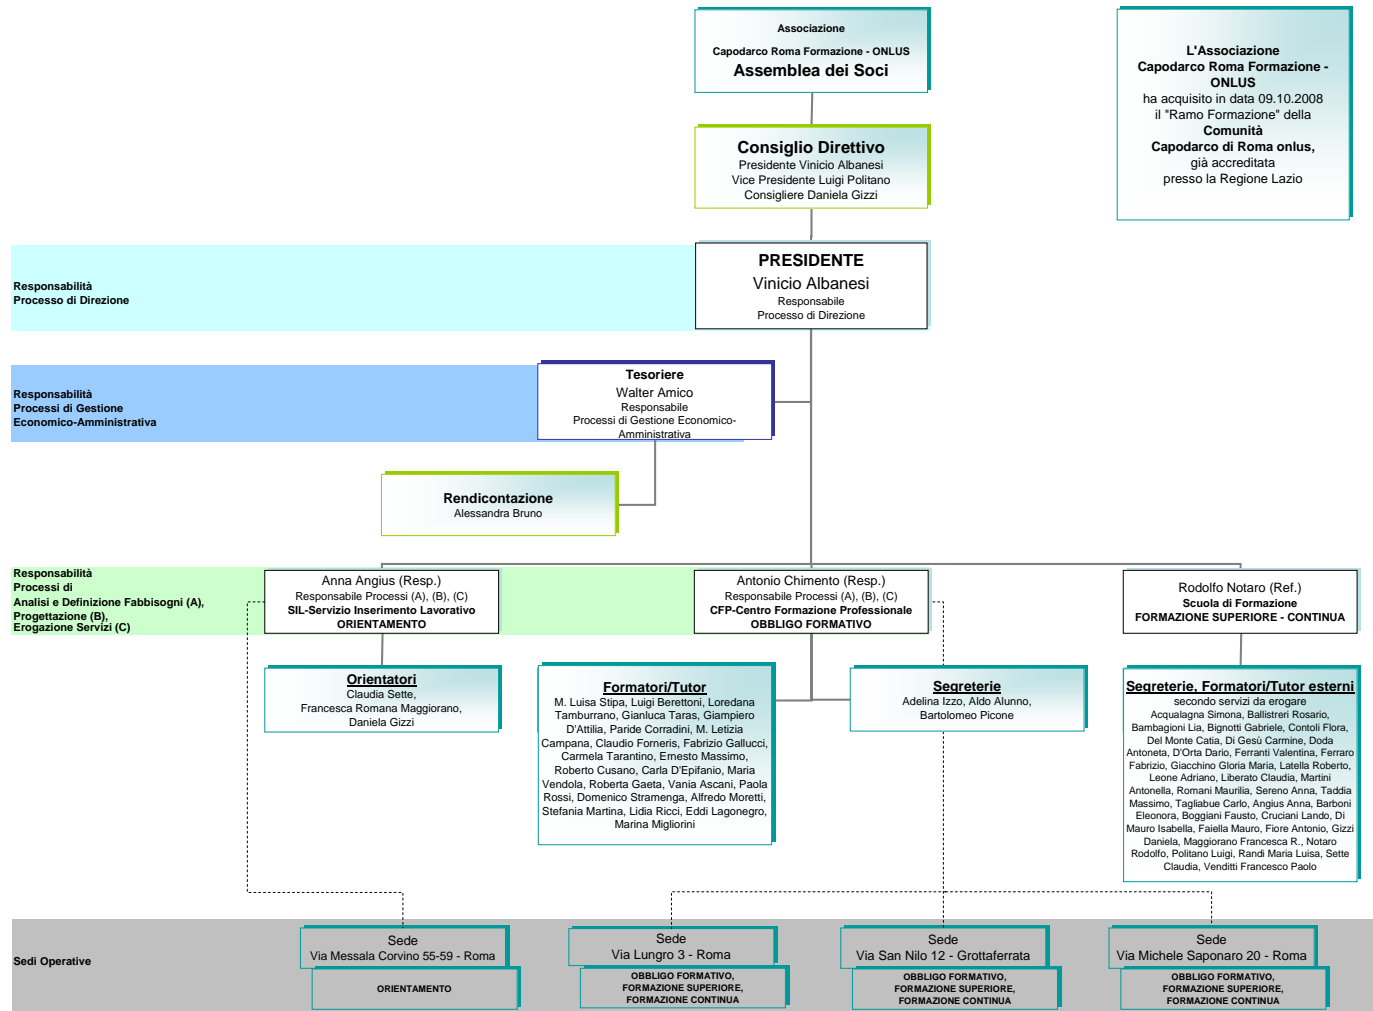 Associazione
Capodarco Roma Formazione - ONLUS
Assemblea dei Soci
L'Associazione
Capodarco Roma Formazione -
ONLUS
ha acquisito in data 09.10.2008
il "Ramo Formazione" della
Comunità
Capodarco di Roma onlus,
già accreditata
presso la Regione Lazio
Consiglio Direttivo
Presidente Vinicio Albanesi
Vice Presidente Luigi Politano
Consigliere Daniela Gizzi
Responsabilità
Processo di Direzione
PRESIDENTE
Vinicio Albanesi
Responsabile
Processo di Direzione
Responsabilità
Processi di Gestione
Economico-Amministrativa
Tesoriere
Walter Amico
Responsabile
Processi di Gestione Economico-
Amministrativa
Rendicontazione
Alessandra Bruno
Responsabilità
Processi di
Analisi e Definizione Fabbisogni (A),
Progettazione (B),
Erogazione Servizi (C)
Anna Angius (Resp.)
Responsabile Processi (A), (B), (C)
SIL-Servizio Inserimento Lavorativo
ORIENTAMENTO
Antonio Chimento (Resp.)
Responsabile Processi (A), (B), (C)
CFP-Centro Formazione Professionale
OBBLIGO FORMATIVO
Rodolfo Notaro (Ref.)
Scuola di Formazione
FORMAZIONE SUPERIORE - CONTINUA
Orientatori
Claudia Sette,
Francesca Romana Maggiorano,
Daniela Gizzi
Formatori/Tutor
M. Luisa Stipa, Luigi Berettoni, Loredana
Tamburrano, Gianluca Taras, Giampiero
D'Attilia, Paride Corradini, M. Letizia
Campana, Claudio Forneris, Fabrizio Gallucci,
Carmela Tarantino, Ernesto Massimo,
Roberto Cusano, Carla D'Epifanio, Maria
Vendola, Roberta Gaeta, Vania Ascani, Paola
Rossi, Domenico Stramenga, Alfredo Moretti,
Stefania Martina, Lidia Ricci, Eddi Lagonegro,
Marina Migliorini
Segreterie
Adelina Izzo, Aldo Alunno,
Bartolomeo Picone
Segreterie, Formatori/Tutor esterni
secondo servizi da erogare
Acqualagna Simona, Ballistreri Rosario,
Bambagioni Lia, Bignotti Gabriele, Contoli Flora,
Del Monte Catia, Di Gesù Carmine, Doda
Antoneta, D'Orta Dario, Ferranti Valentina, Ferraro
Fabrizio, Giacchino Gloria Maria, Latella Roberto,
Leone Adriano, Liberato Claudia, Martini
Antonella, Romani Maurilia, Sereno Anna, Taddia
Massimo, Tagliabue Carlo, Angius Anna, Barboni
Eleonora, Boggiani Fausto, Cruciani Lando, Di
Mauro Isabella, Faiella Mauro, Fiore Antonio, Gizzi
Daniela, Maggiorano Francesca R., Notaro
Rodolfo, Politano Luigi, Randi Maria Luisa, Sette
Claudia, Venditti Francesco Paolo
Sedi Operative
Sede
Via Messala Corvino 55-59 - Roma
ORIENTAMENTO
Sede
Via Lungro 3 - Roma
OBBLIGO FORMATIVO,
FORMAZIONE SUPERIORE,
FORMAZIONE CONTINUA
Sede
Via San Nilo 12 - Grottaferrata
OBBLIGO FORMATIVO,
FORMAZIONE SUPERIORE,
FORMAZIONE CONTINUA
Sede
Via Michele Saponaro 20 - Roma
OBBLIGO FORMATIVO,
FORMAZIONE SUPERIORE,
FORMAZIONE CONTINUA